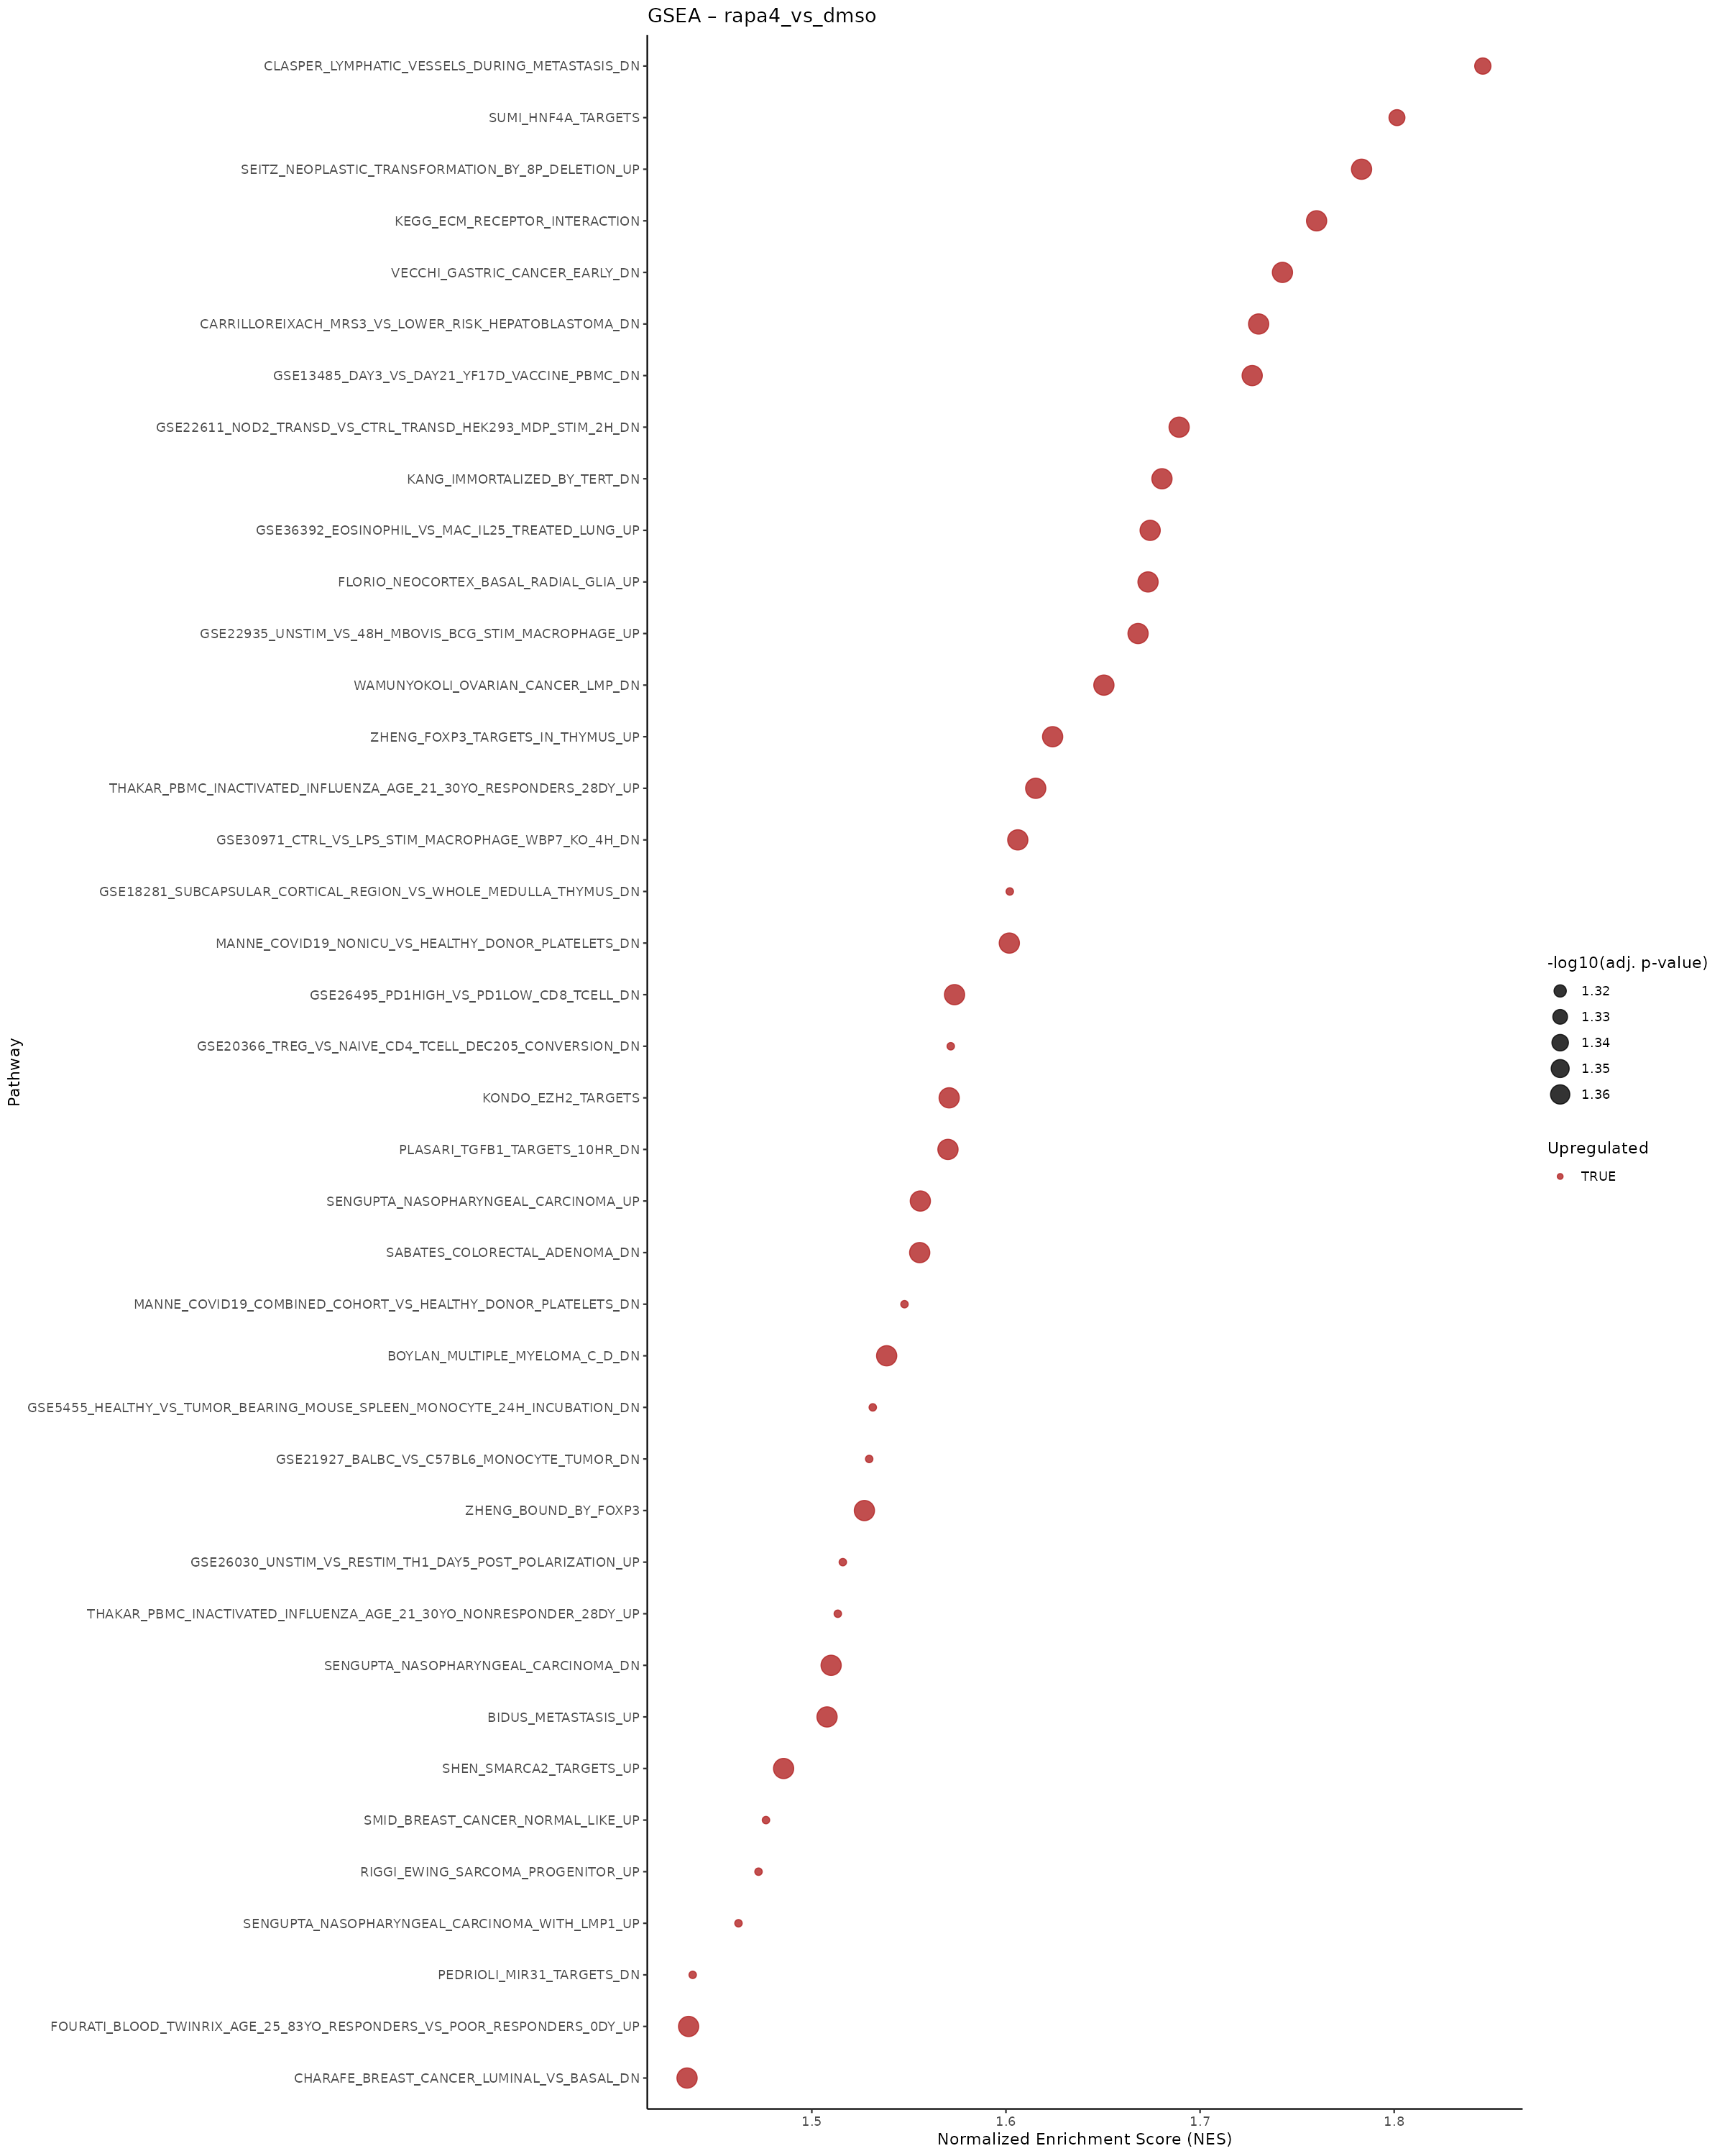 GSEA – rapa4_vs_dmso
Pathway
CLASPER_LYMPHATIC_VESSELS_DURING_METASTASIS_DN
SUMI_HNF4A_TARGETS
SEITZ_NEOPLASTIC_TRANSFORMATION_BY_8P_DELETION_UP
KEGG_ECM_RECEPTOR_INTERACTION
VECCHI_GASTRIC_CANCER_EARLY_DN
CARRILLOREIXACH_MRS3_VS_LOWER_RISK_HEPATOBLASTOMA_DN
GSE13485_DAY3_VS_DAY21_YF17D_VACCINE_PBMC_DN
GSE22611_NOD2_TRANSD_VS_CTRL_TRANSD_HEK293_MDP_STIM_2H_DN
KANG_IMMORTALIZED_BY_TERT_DN
GSE36392_EOSINOPHIL_VS_MAC_IL25_TREATED_LUNG_UP
FLORIO_NEOCORTEX_BASAL_RADIAL_GLIA_UP
GSE22935_UNSTIM_VS_48H_MBOVIS_BCG_STIM_MACROPHAGE_UP
WAMUNYOKOLI_OVARIAN_CANCER_LMP_DN
ZHENG_FOXP3_TARGETS_IN_THYMUS_UP
THAKAR_PBMC_INACTIVATED_INFLUENZA_AGE_21_30YO_RESPONDERS_28DY_UP
GSE30971_CTRL_VS_LPS_STIM_MACROPHAGE_WBP7_KO_4H_DN
GSE18281_SUBCAPSULAR_CORTICAL_REGION_VS_WHOLE_MEDULLA_THYMUS_DN
MANNE_COVID19_NONICU_VS_HEALTHY_DONOR_PLATELETS_DN
GSE26495_PD1HIGH_VS_PD1LOW_CD8_TCELL_DN
GSE20366_TREG_VS_NAIVE_CD4_TCELL_DEC205_CONVERSION_DN
KONDO_EZH2_TARGETS
PLASARI_TGFB1_TARGETS_10HR_DN
SENGUPTA_NASOPHARYNGEAL_CARCINOMA_UP
SABATES_COLORECTAL_ADENOMA_DN
MANNE_COVID19_COMBINED_COHORT_VS_HEALTHY_DONOR_PLATELETS_DN
BOYLAN_MULTIPLE_MYELOMA_C_D_DN
GSE5455_HEALTHY_VS_TUMOR_BEARING_MOUSE_SPLEEN_MONOCYTE_24H_INCUBATION_DN
GSE21927_BALBC_VS_C57BL6_MONOCYTE_TUMOR_DN
ZHENG_BOUND_BY_FOXP3
GSE26030_UNSTIM_VS_RESTIM_TH1_DAY5_POST_POLARIZATION_UP
THAKAR_PBMC_INACTIVATED_INFLUENZA_AGE_21_30YO_NONRESPONDER_28DY_UP
SENGUPTA_NASOPHARYNGEAL_CARCINOMA_DN
BIDUS_METASTASIS_UP
SHEN_SMARCA2_TARGETS_UP
SMID_BREAST_CANCER_NORMAL_LIKE_UP
RIGGI_EWING_SARCOMA_PROGENITOR_UP
SENGUPTA_NASOPHARYNGEAL_CARCINOMA_WITH_LMP1_UP
PEDRIOLI_MIR31_TARGETS_DN
FOURATI_BLOOD_TWINRIX_AGE_25_83YO_RESPONDERS_VS_POOR_RESPONDERS_0DY_UP
CHARAFE_BREAST_CANCER_LUMINAL_VS_BASAL_DN
1.5 1.6 1.7 1.8
Normalized Enrichment Score (NES)
-log10(adj. p-value)
1.32
1.33
1.34
1.35
1.36
Upregulated
TRUE